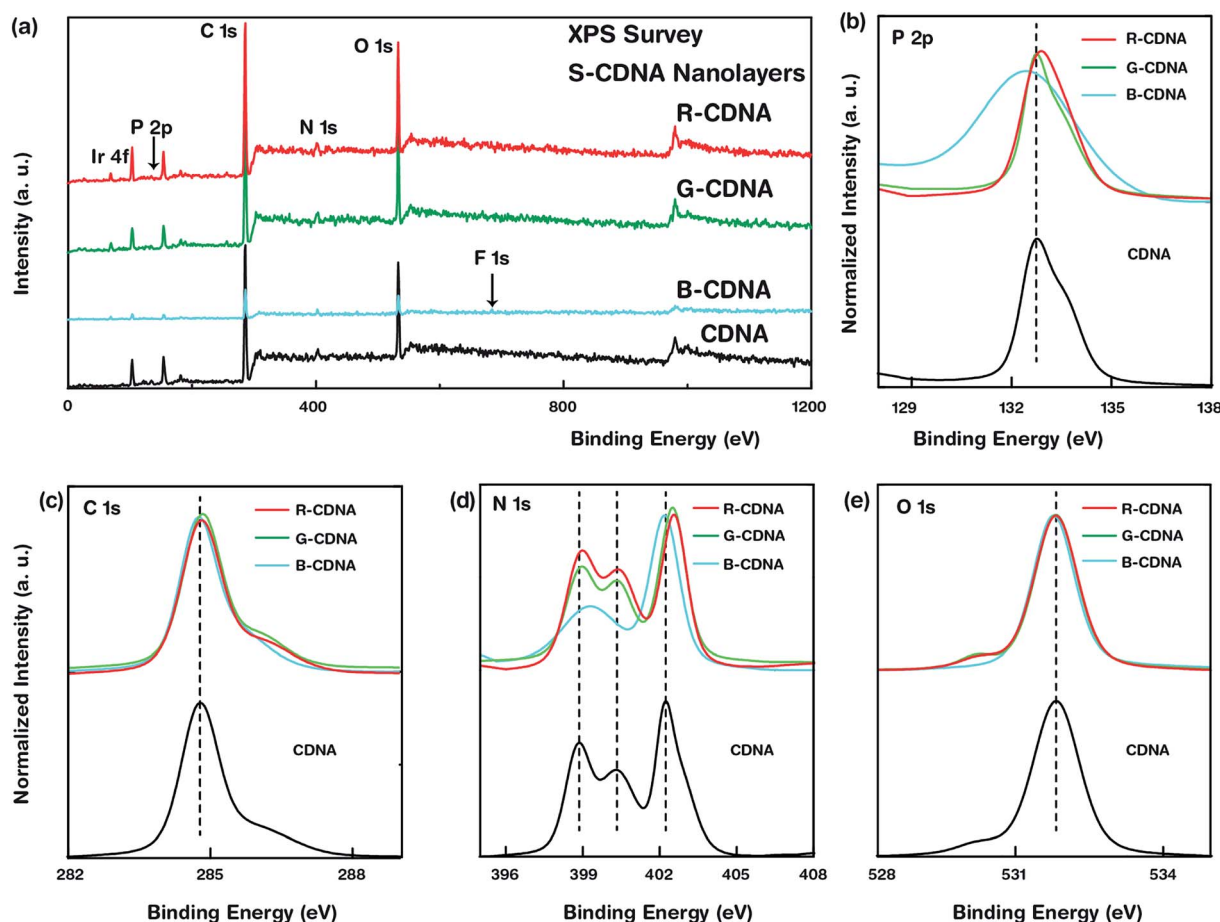 (a)
C 1s
O 1s
XPS Survey
S-CDNA Nanolayers
R-CDNA
P 2p
N 1s
Ir 4f
G-CDNA
F 1s
B-CDNA
CDNA
Intensity (a. u.)
0 400 800 1200
Binding Energy (eV)
(b)
P 2p
R-CDNA
G-CDNA
B-CDNA
CDNA
Normalized Intensity (a. u.)
129 132 135 138
Binding Energy (eV)
(c)
C 1s
R-CDNA
G-CDNA
B-CDNA
CDNA
Normalized Intensity (a. u.)
282 285 288
Binding Energy (eV)
(d)
N 1s
R-CDNA
G-CDNA
B-CDNA
CDNA
396 399 402 405 408
Binding Energy (eV)
(e)
O 1s
R-CDNA
G-CDNA
B-CDNA
CDNA
528 531 534
Binding Energy (eV)